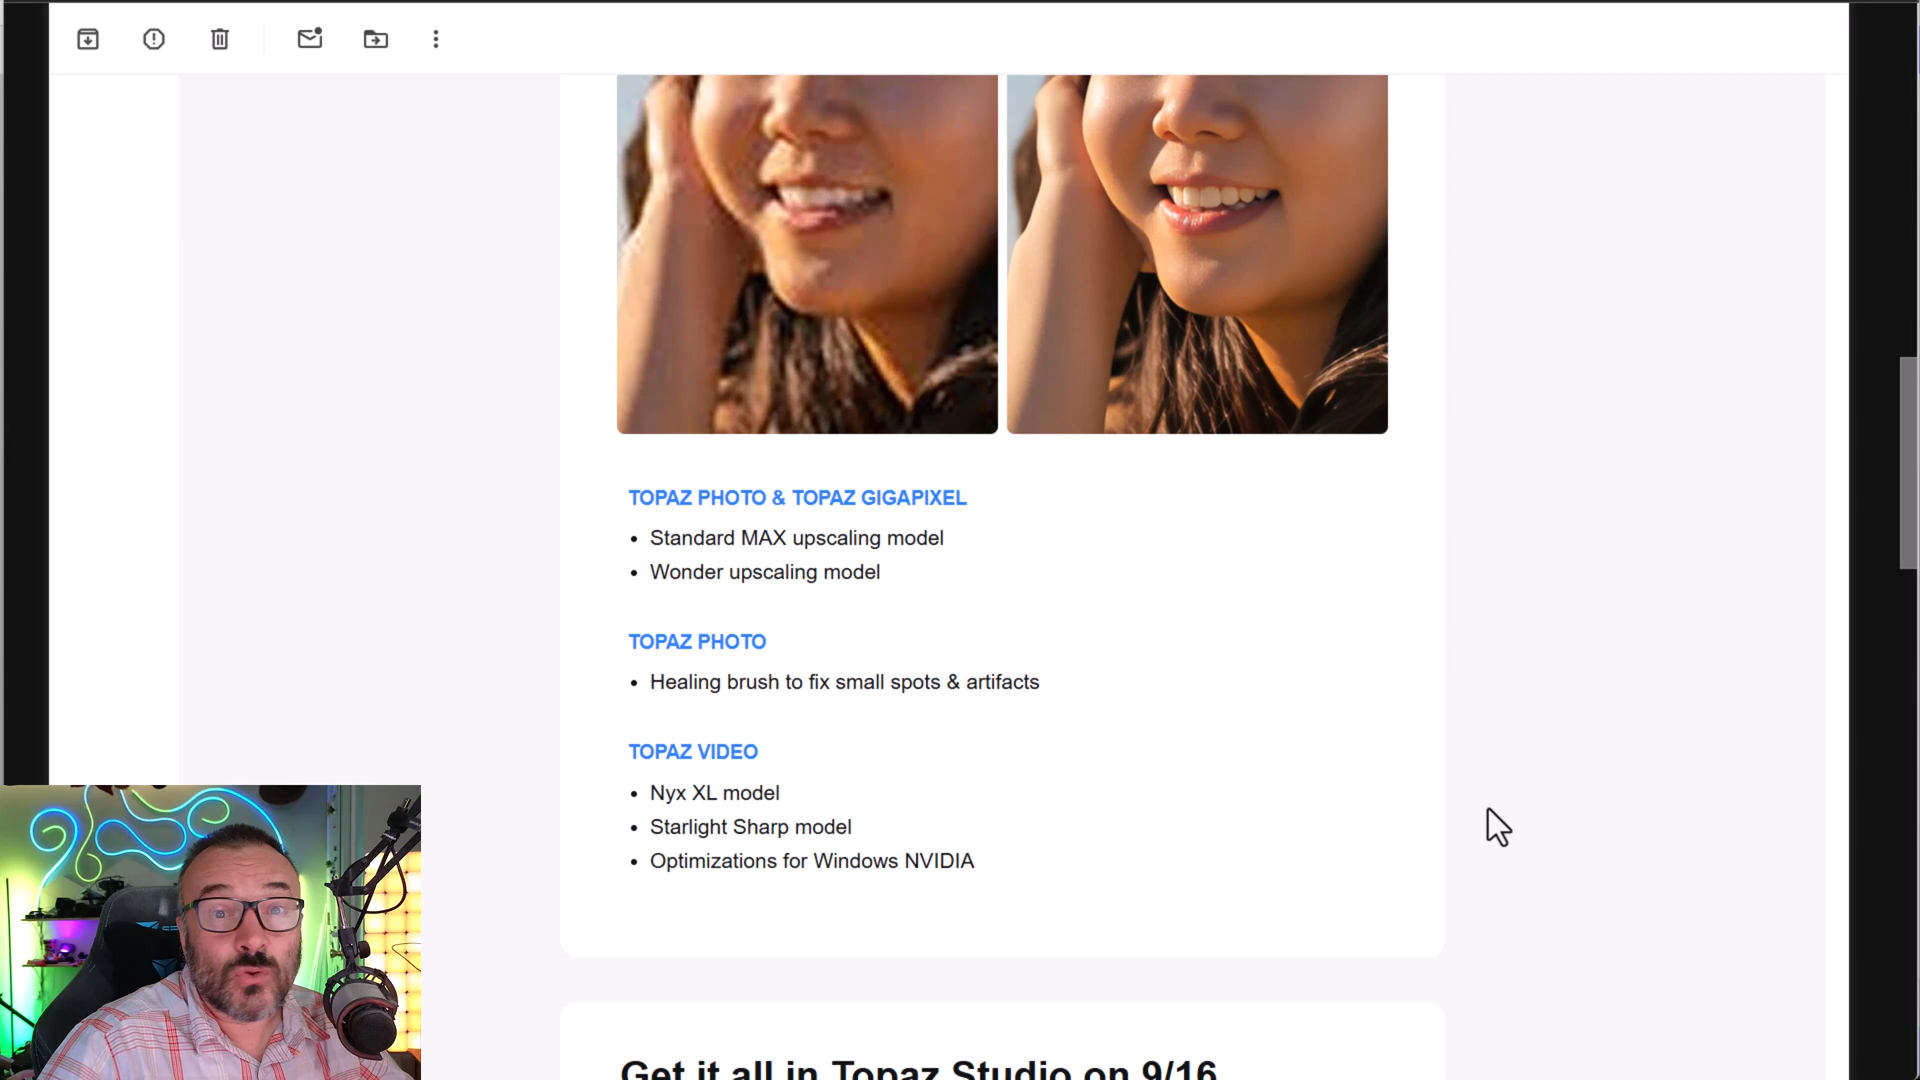 TOPAZ PHOTO & TOPAZ GIGAPIXEL
• Standard MAX upscaling model
• Wonder upscaling model
TOPAZ PHOTO
• Healing brush to fix small spots & artifacts
TOPAZ VIDEO
• Nyx XL model
• Starlight Sharp model
• Optimizations for Windows NVIDIA
Get it all in Topaz Studio on 9/16